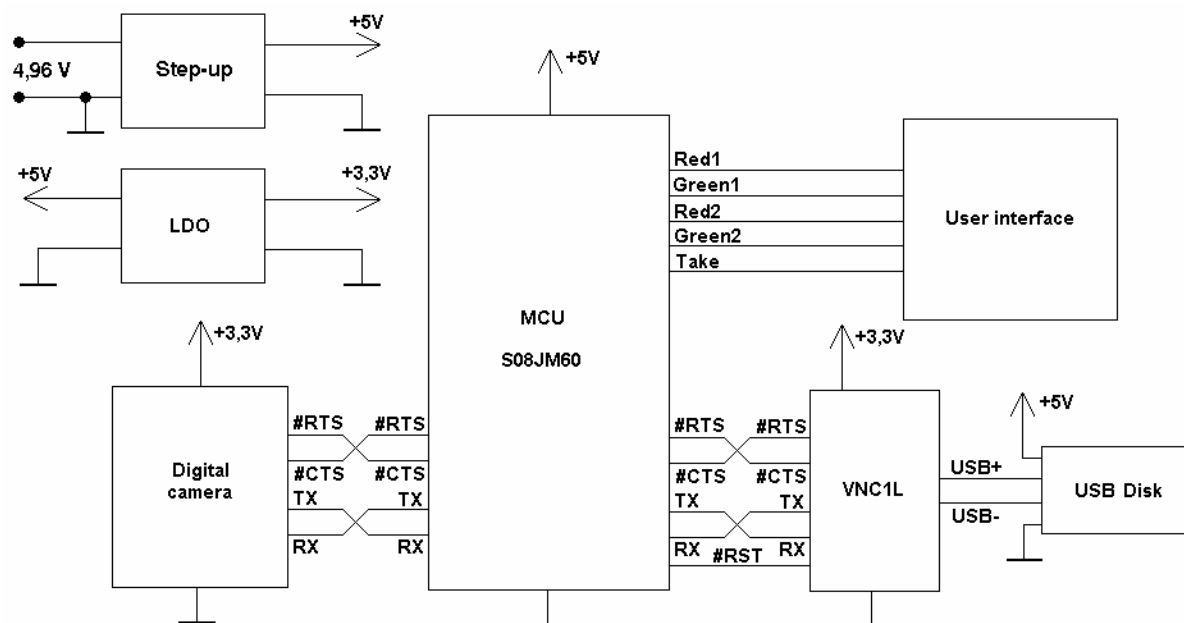 +5V
4,96 V
Step-up
+5V
+3,3V
LDO
+5V
MCU
S08JM60
Red1
Green1
Red2
Green2
Take
User interface
+3,3V
Digital
camera
#RTS
#RTS
#CTS
#CTS
TX
TX
RX
RX
#RTS
#RTS
#CTS
#CTS
TX
TX
RX
#RST
RX
+3,3V
VNC1L
USB+
USB-
+5V
USB Disk